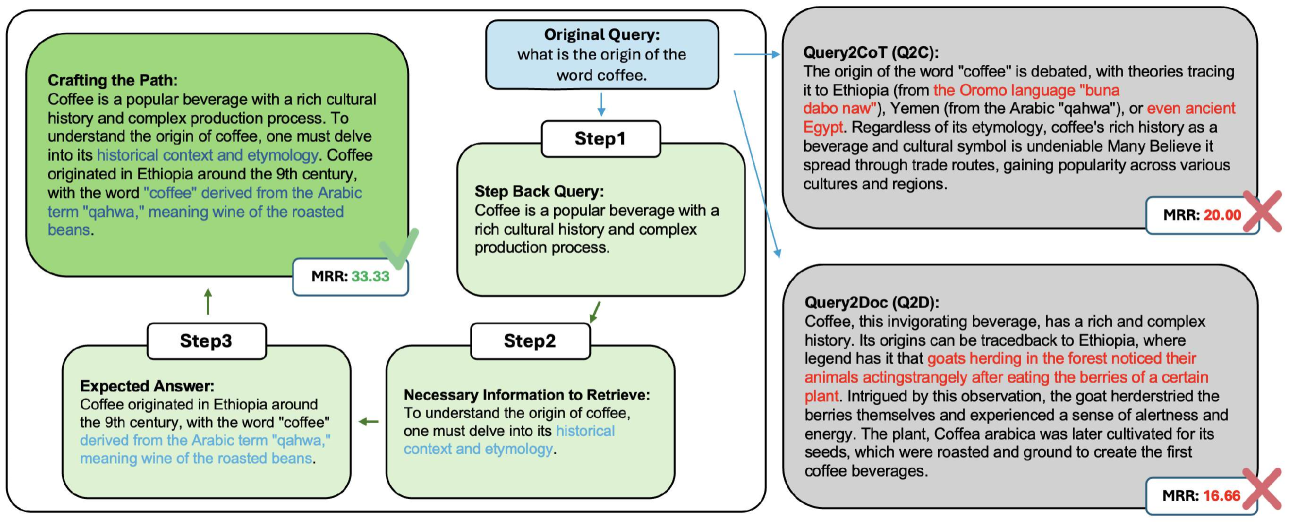 Original Query:
what is the origin of the
word coffee.
Step1
Step Back Query:
Coffee is a popular beverage with a
rich cultural history and complex
production process.
Step2
Necessary Information to Retrieve:
To understand the origin of coffee,
one must delve into its historical
context and etymology.
Step3
Expected Answer:
Coffee originated in Ethiopia around
the 9th century, with the word "coffee"
derived from the Arabic term "qahwa,"
meaning wine of the roasted beans.
Crafting the Path:
Coffee is a popular beverage with a rich cultural
history and complex production process. To
understand the origin of coffee, one must delve
into its historical context and etymology. Coffee
originated in Ethiopia around the 9th century,
with the word "coffee" derived from the Arabic
term "qahwa," meaning wine of the roasted
beans.
MRR: 33.33
Query2CoT (Q2C):
The origin of the word "coffee" is debated, with theories tracing
it to Ethiopia (from the Oromo language "buna
dabo naw"), Yemen (from the Arabic "qahwa"), or even ancient
Egypt. Regardless of its etymology, coffee's rich history as a
beverage and cultural symbol is undeniable Many Believe it
spread through trade routes, gaining popularity across various
cultures and regions.
MRR: 20.00
Query2Doc (Q2D):
Coffee, this invigorating beverage, has a rich and complex
history. Its origins can be tracedback to Ethiopia, where
legend has it that goats herding in the forest noticed their
animals actingstrangely after eating the berries of a certain
plant. Intrigued by this observation, the goat herderstried the
berries themselves and experienced a sense of alertness and
energy. The plant, Coffea arabica was later cultivated for its
seeds, which were roasted and ground to create the first
coffee beverages.
MRR: 16.66